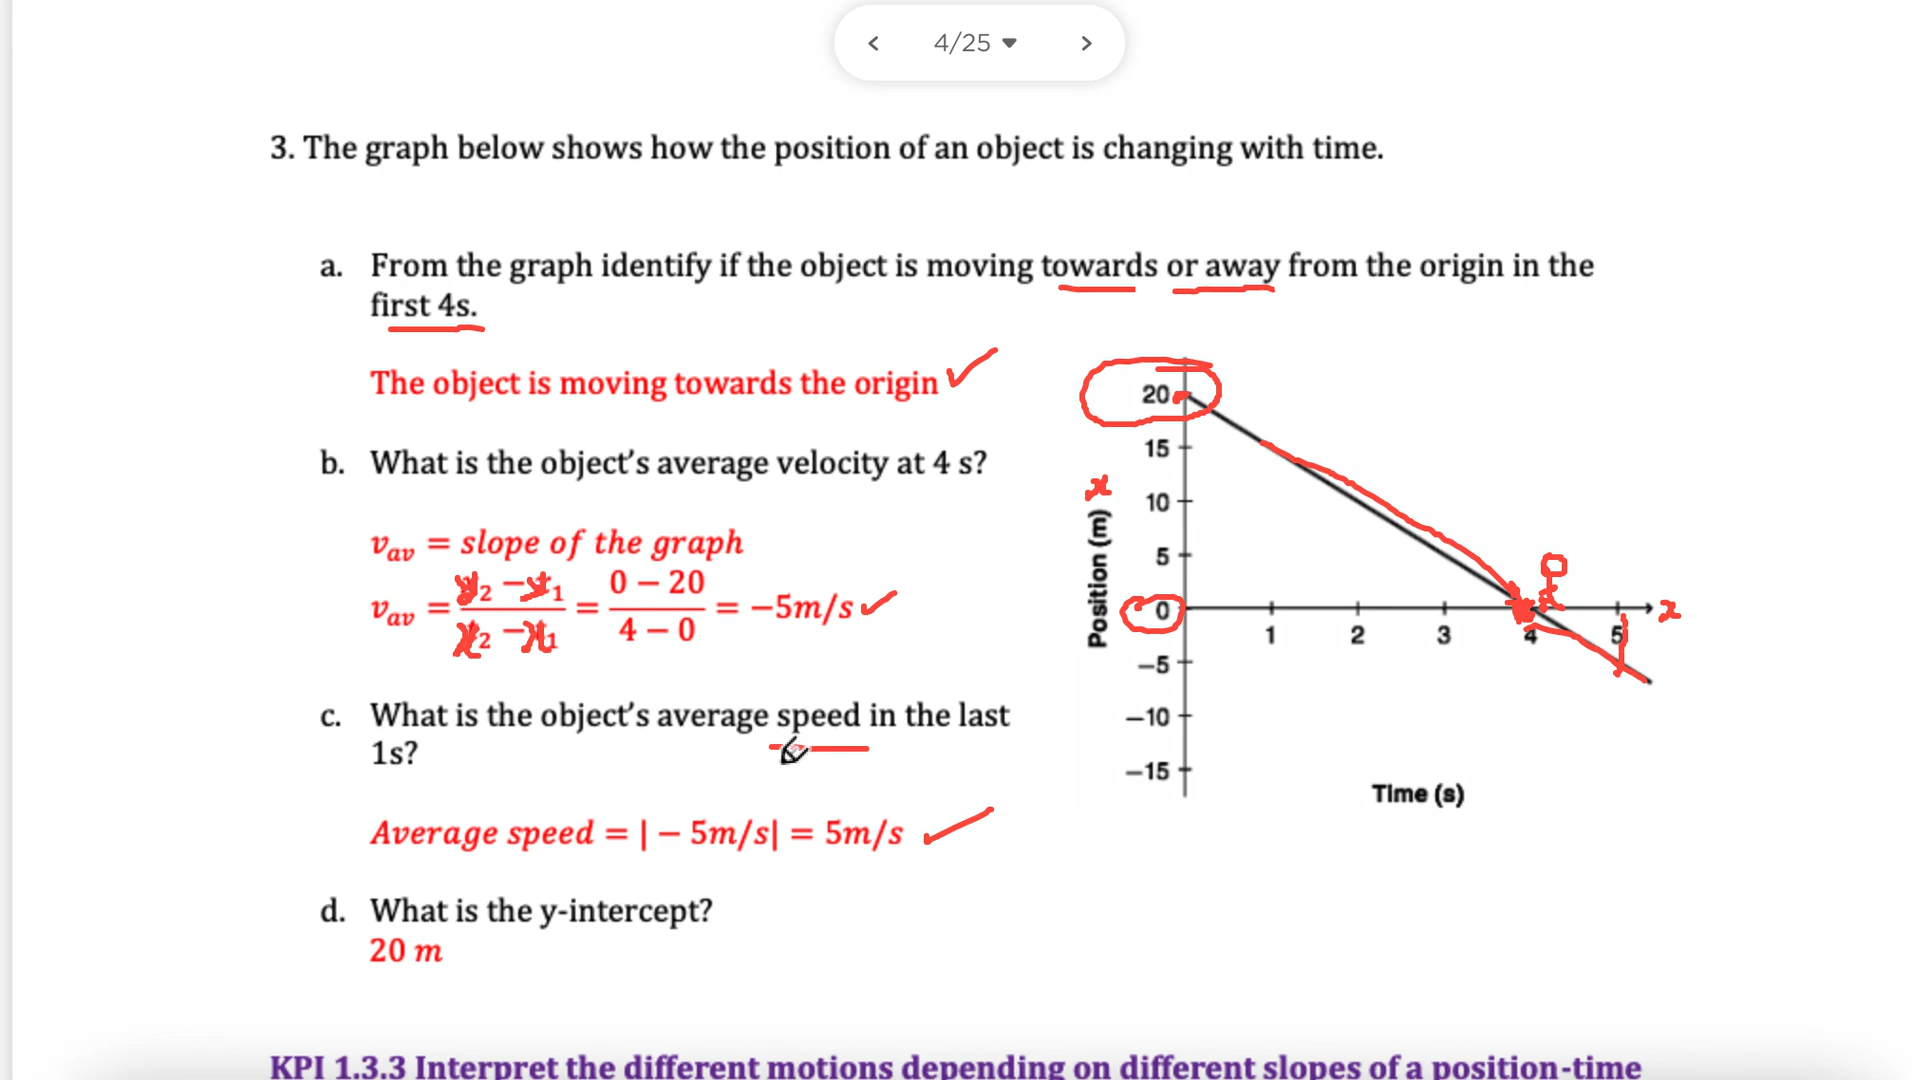 4/25
3. The graph below shows how the position of an object is changing with time.
a. From the graph identify if the object is moving towards or away from the origin in the
first 4s.
The object is moving towards the origin
b. What is the object's average velocity at 4 s?
v_av = slope of the graph
v_av = y₂ − y₁ / x₂ − x₁ = 0 − 20 / 4 − 0 = −5m/s
c. What is the object's average speed in the last
1s?
Average speed = | − 5m/s| = 5m/s
d. What is the y-intercept?
20 m
20
15
10
5
0
−5
−10
−15
Position (m)
x
1 2 3 4 5
x
Time (s)
KPI 1.3.3 Interpret the different motions depending on different slopes of a position-time